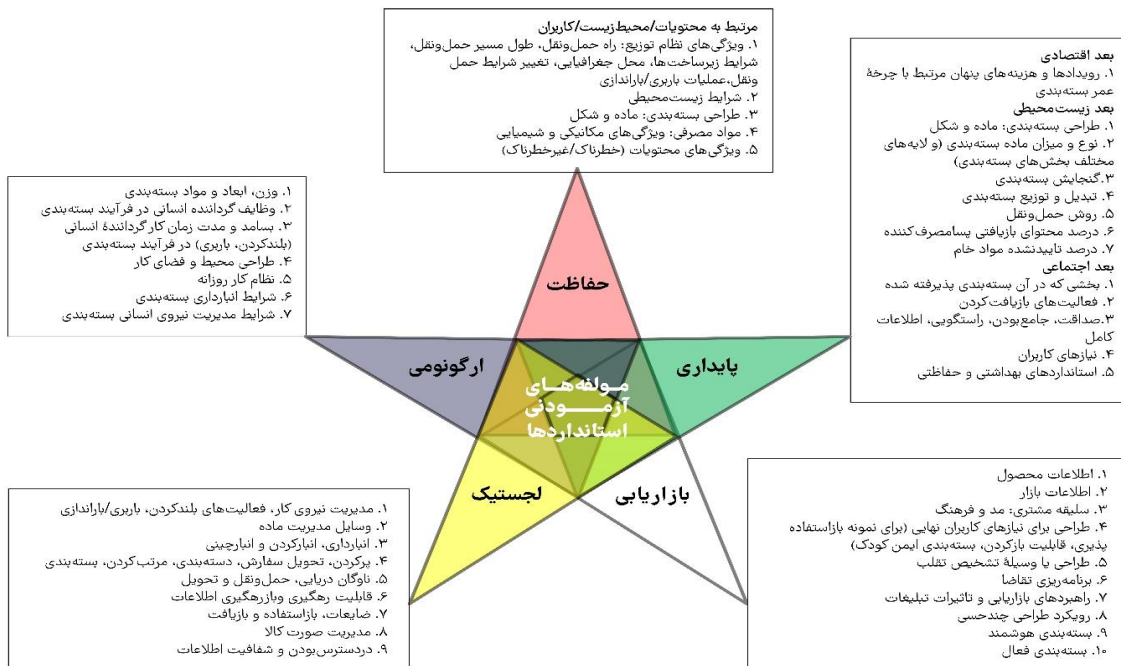 مرتبط به محتویات/محیط‌زیست/کاربران
۱. ویژگی‌های نظام توزیع: راه حمل‌ونقل، طول مسیر حمل‌ونقل،
شرایط زیرساخت‌ها، محل جغرافیایی، تغییر شرایط حمل
ونقل،عملیات باربری/باراندازی
۲. شرایط زیست‌محیطی
۳. طراحی بسته‌بندی: ماده و شکل
۴. مواد مصرفی: ویژگی‌های مکانیکی و شیمیایی
۵. ویژگی‌های محتویات (خطرناک/غیرخطرناک)
بعد اقتصادی
۱. رویدادها و هزینه‌های پنهان مرتبط با چرخهٔ
عمر بسته‌بندی
بعد زیست‌محیطی
۱. طراحی بسته‌بندی: ماده و شکل
۲. نوع و میزان ماده بسته‌بندی (و لایه‌های
مختلف بخش‌های بسته‌بندی)
۳.گنجایش بسته‌بندی
۴. تبدیل و توزیع بسته‌بندی
۵. روش حمل‌ونقل
۶. درصد محتوای بازیافتی پسامصرف‌کننده
۷. درصد تاییدنشده مواد خام
بعد اجتماعی
۱. بخشی که در آن بسته‌بندی پذیرفته شده
۲. فعالیت‌های بازیافت‌کردن
۳.صداقت، جامع‌بودن، راستگویی، اطلاعات
کامل
۴. نیازهای کاربران
۵. استانداردهای بهداشتی و حفاظتی
۱. وزن، ابعاد و مواد بسته‌بندی
۲. وظایف گرداننده انسانی در فرآیند بسته‌بندی
۳. بسامد و مدت زمان کار گردانندهٔ انسانی
(بلندکردن، باربری) در فرآیند بسته‌بندی
۴. طراحی محیط و فضای کار
۵. نظام کار روزانه
۶. شرایط انبارداری بسته‌بندی
۷. شرایط مدیریت نیروی انسانی بسته‌بندی
حفاظت
پایداری
ارگونومی
مولفه‌هــای
آزمــــودنی
استانداردها
بازاریابی
لجستیک
۱. اطلاعات محصول
۲. اطلاعات بازار
۳. سلیقه مشتری: مد و فرهنگ
۴. طراحی برای نیازهای کاربران نهایی (برای نمونه بازاستفاده
پذیری، قابلیت بازکردن، بسته‌بندی ایمن کودک)
۵. طراحی یا وسیلهٔ تشخیص تقلب
۶. برنامه‌ریزی تقاضا
۷. راهبردهای بازاریابی و تاثیرات تبلیغات
۸. رویکرد طراحی چندحسی
۹. بسته‌بندی هوشمند
۱۰. بسته‌بندی فعال
۱. مدیریت نیروی کار، فعالیت‌های بلندکردن، باربری/باراندازی
۲. وسایل مدیریت ماده
۳. انبارداری، انبارکردن و انبارچینی
۴. پرکردن، تحویل سفارش، دسته‌بندی، مرتب‌کردن، بسته‌بندی
۵. ناوگان دریایی، حمل‌ونقل و تحویل
۶. قابلیت رهگیری وبازرهگیری اطلاعات
۷. ضایعات، بازاستفاده و بازیافت
۸. مدیریت صورت کالا
۹. دردسترس‌بودن و شفافیت اطلاعات